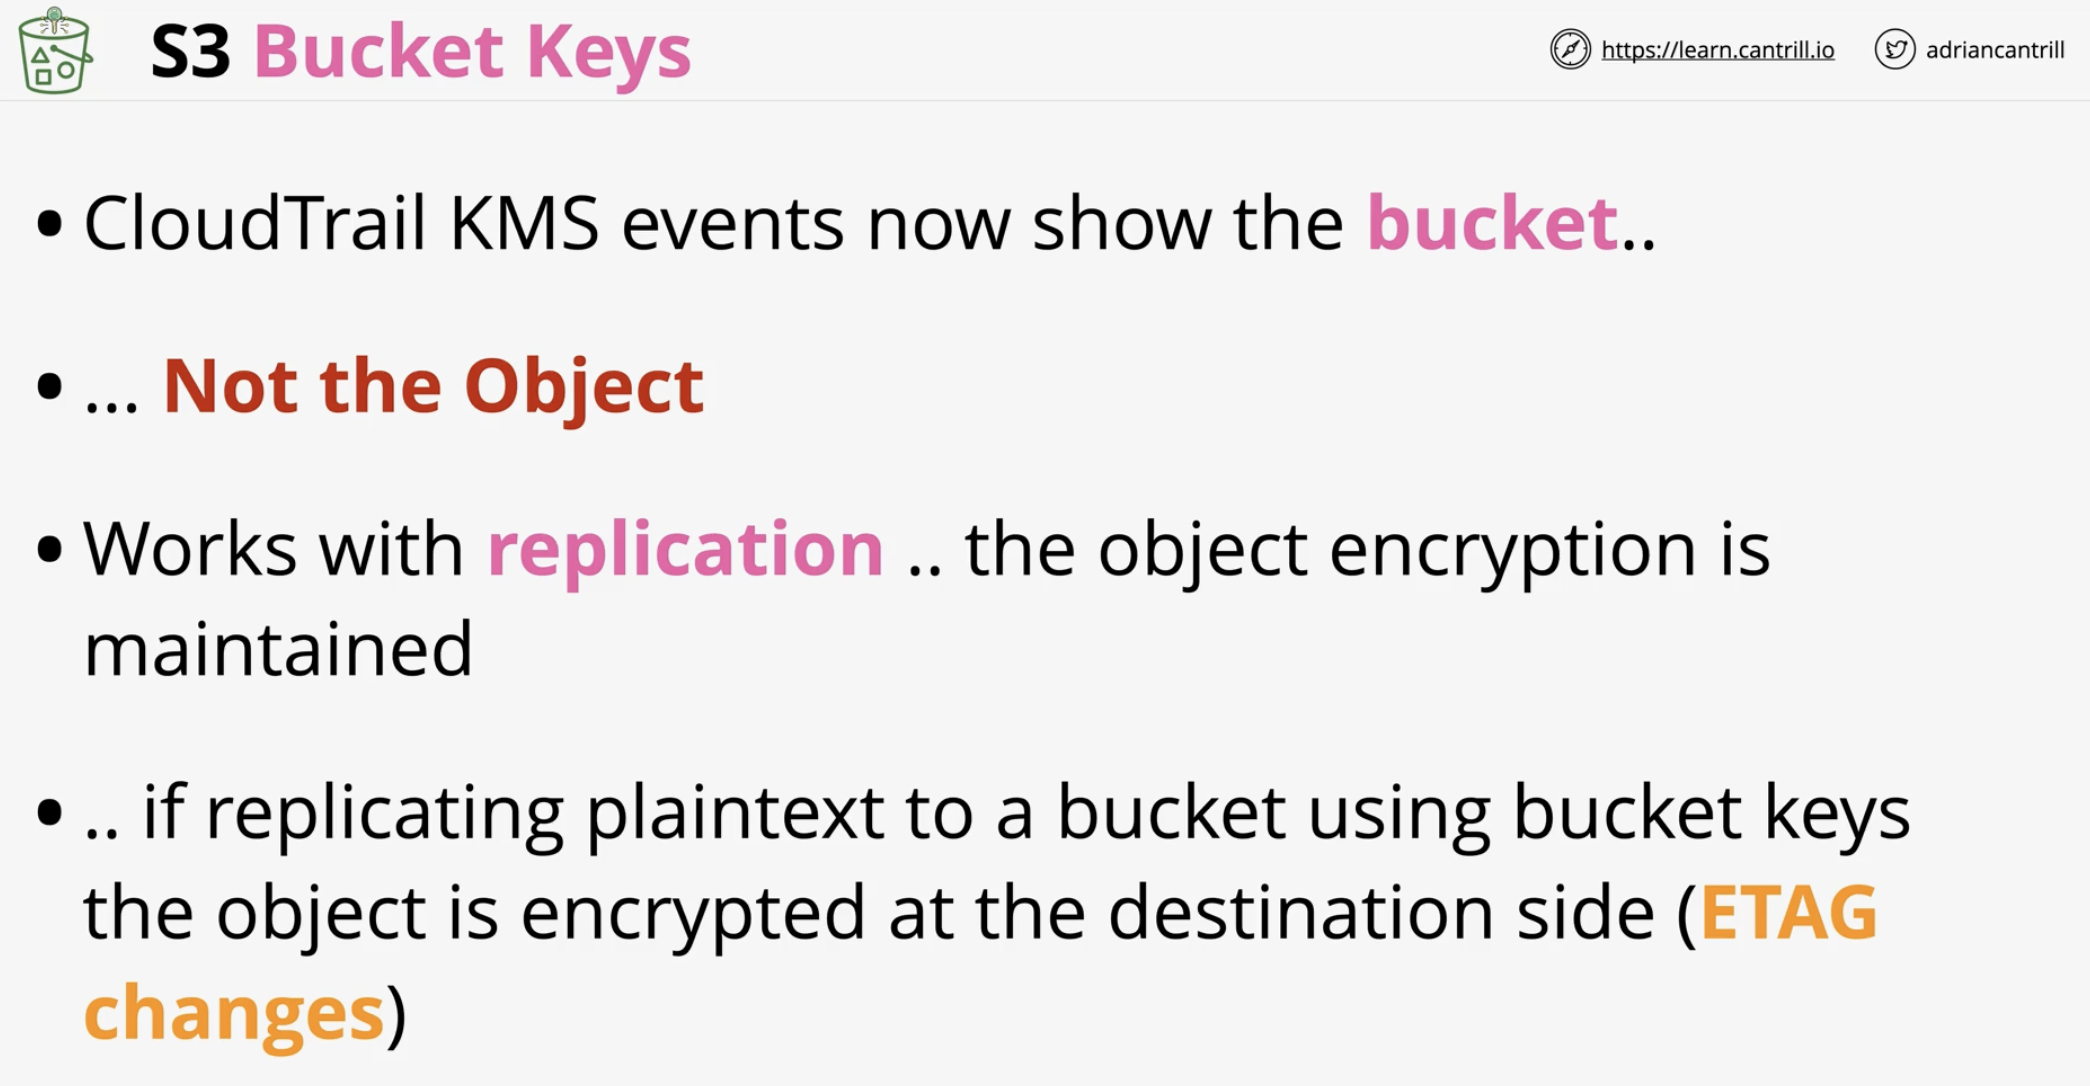 S3 Bucket Keys
https://learn.cantrill.io
adriancantrill
• CloudTrail KMS events now show the bucket..
• ... Not the Object
• Works with replication .. the object encryption is
maintained
• .. if replicating plaintext to a bucket using bucket keys
the object is encrypted at the destination side (ETAG
changes)